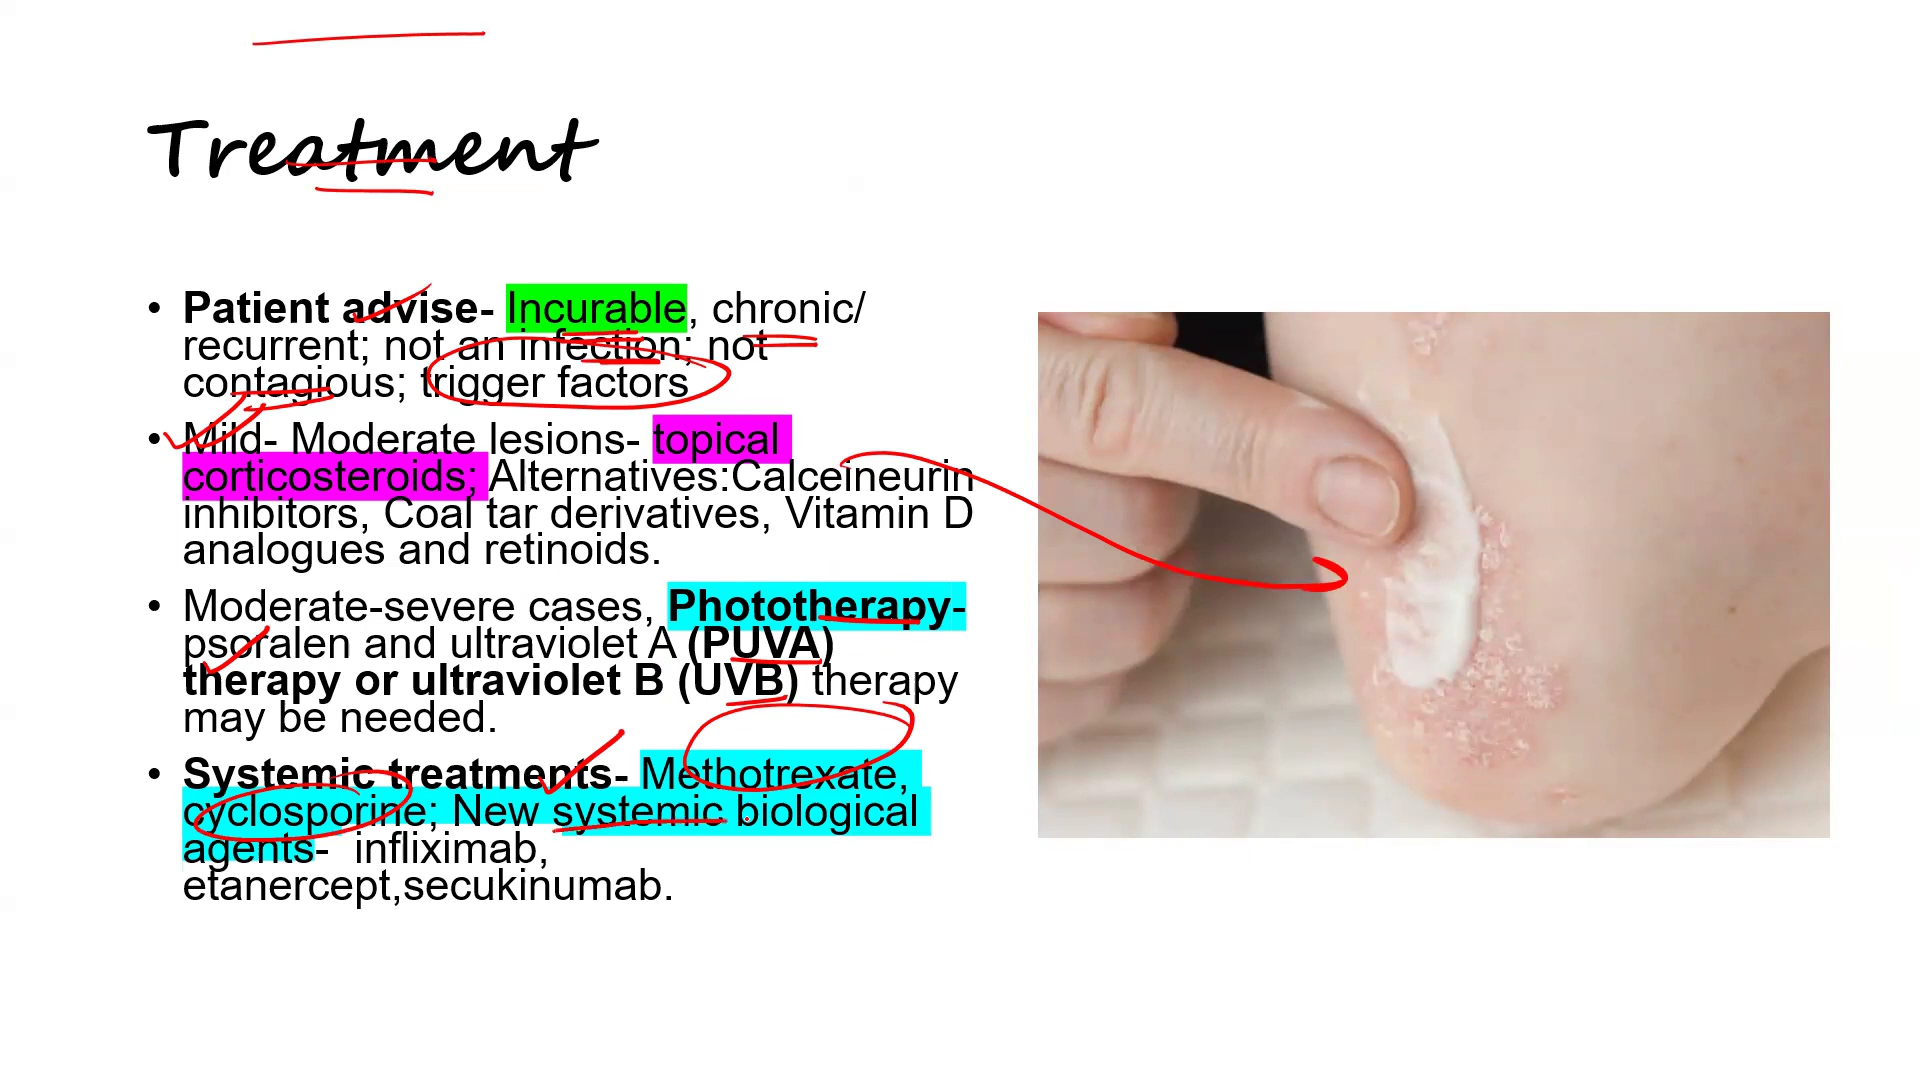 Treatment
• Patient advise- Incurable, chronic/
recurrent; not an infection; not
contagious; trigger factors
• Mild- Moderate lesions- topical
corticosteroids; Alternatives:Calceineurin
inhibitors, Coal tar derivatives, Vitamin D
analogues and retinoids.
• Moderate-severe cases, Phototherapy-
psoralen and ultraviolet A (PUVA)
therapy or ultraviolet B (UVB) therapy
may be needed.
• Systemic treatments- Methotrexate,
cyclosporine; New systemic biological
agents- infliximab,
etanercept,secukinumab.